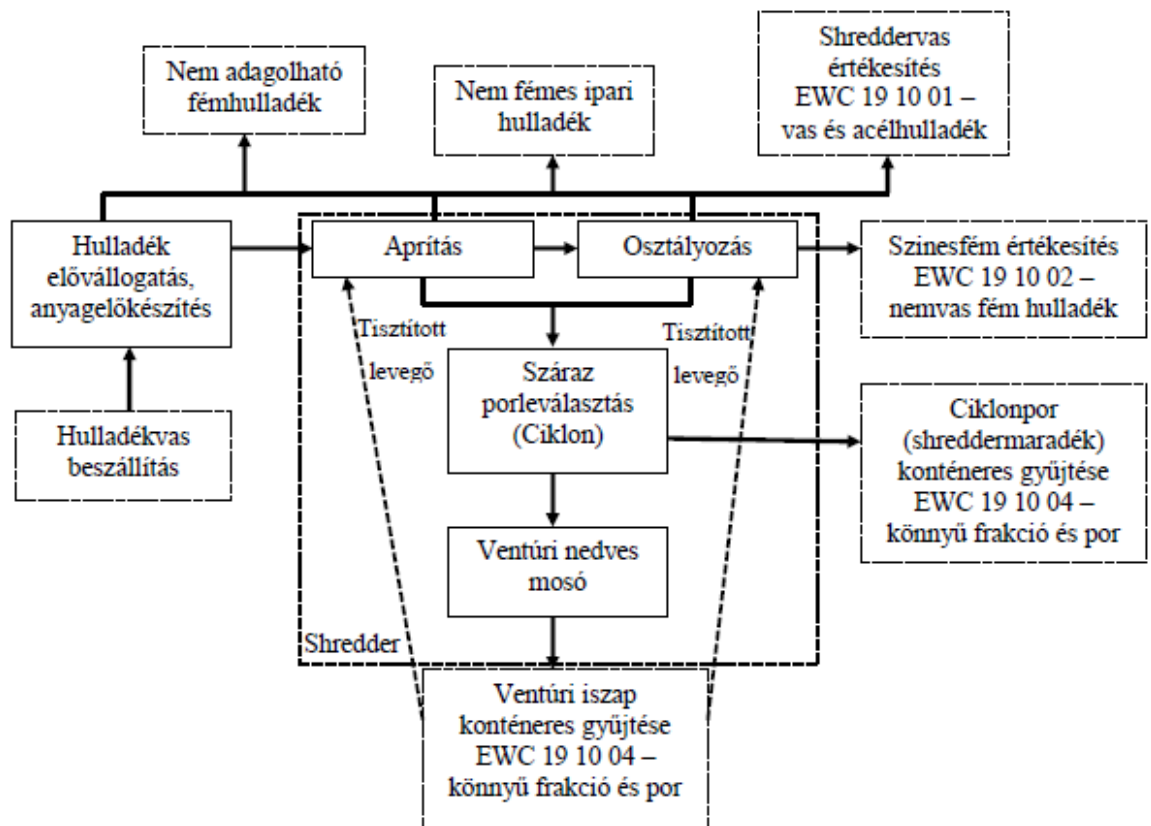 Nem adagolható
fémhulladék
Nem fémes ipari
hulladék
Shreddervas
értékesítés
EWC 19 10 01 –
vas és acélhulladék
Hulladék
elővállogatás,
anyagelőkészítés
Aprítás
Osztályozás
Szinesfém értékesítés
EWC 19 10 02 –
nemvas fém hulladék
Tisztított
levegő
Tisztított
levegő
Száraz
porleválasztás
(Ciklon)
Hulladékvas
beszállítás
Ciklonpor
(shreddermaradék)
konténeres gyűjtése
EWC 19 10 04 –
könnyű frakció és por
Ventúri nedves
mosó
Shredder
Ventúri iszap
konténeres gyűjtése
EWC 19 10 04 –
könnyű frakció és por